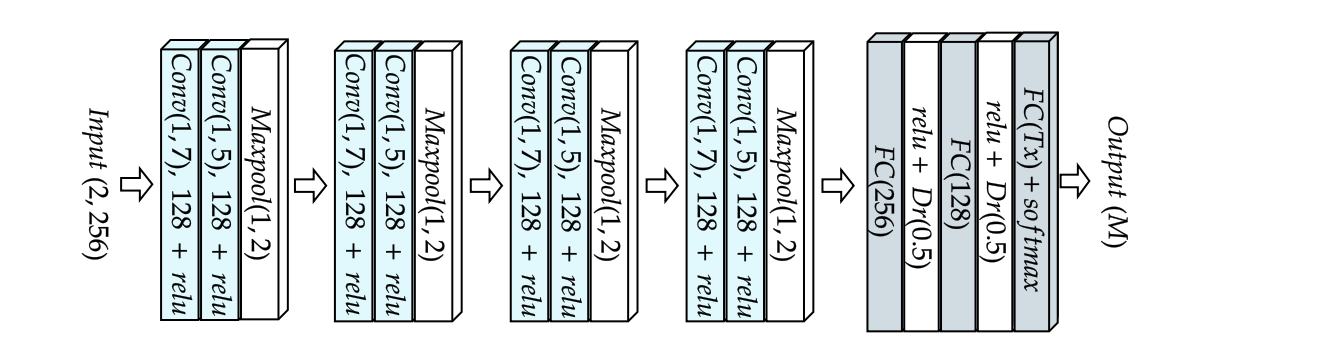 Input (2, 256)
Conv(1, 7), 128 + relu
Conv(1, 5), 128 + relu
Maxpool(1, 2)
Conv(1, 7), 128 + relu
Conv(1, 5), 128 + relu
Maxpool(1, 2)
Conv(1, 7), 128 + relu
Conv(1, 5), 128 + relu
Maxpool(1, 2)
Conv(1, 7), 128 + relu
Conv(1, 5), 128 + relu
Maxpool(1, 2)
FC(256)
relu + Dr(0.5)
FC(128)
relu + Dr(0.5)
FC(Tx) + softmax
Output (M)